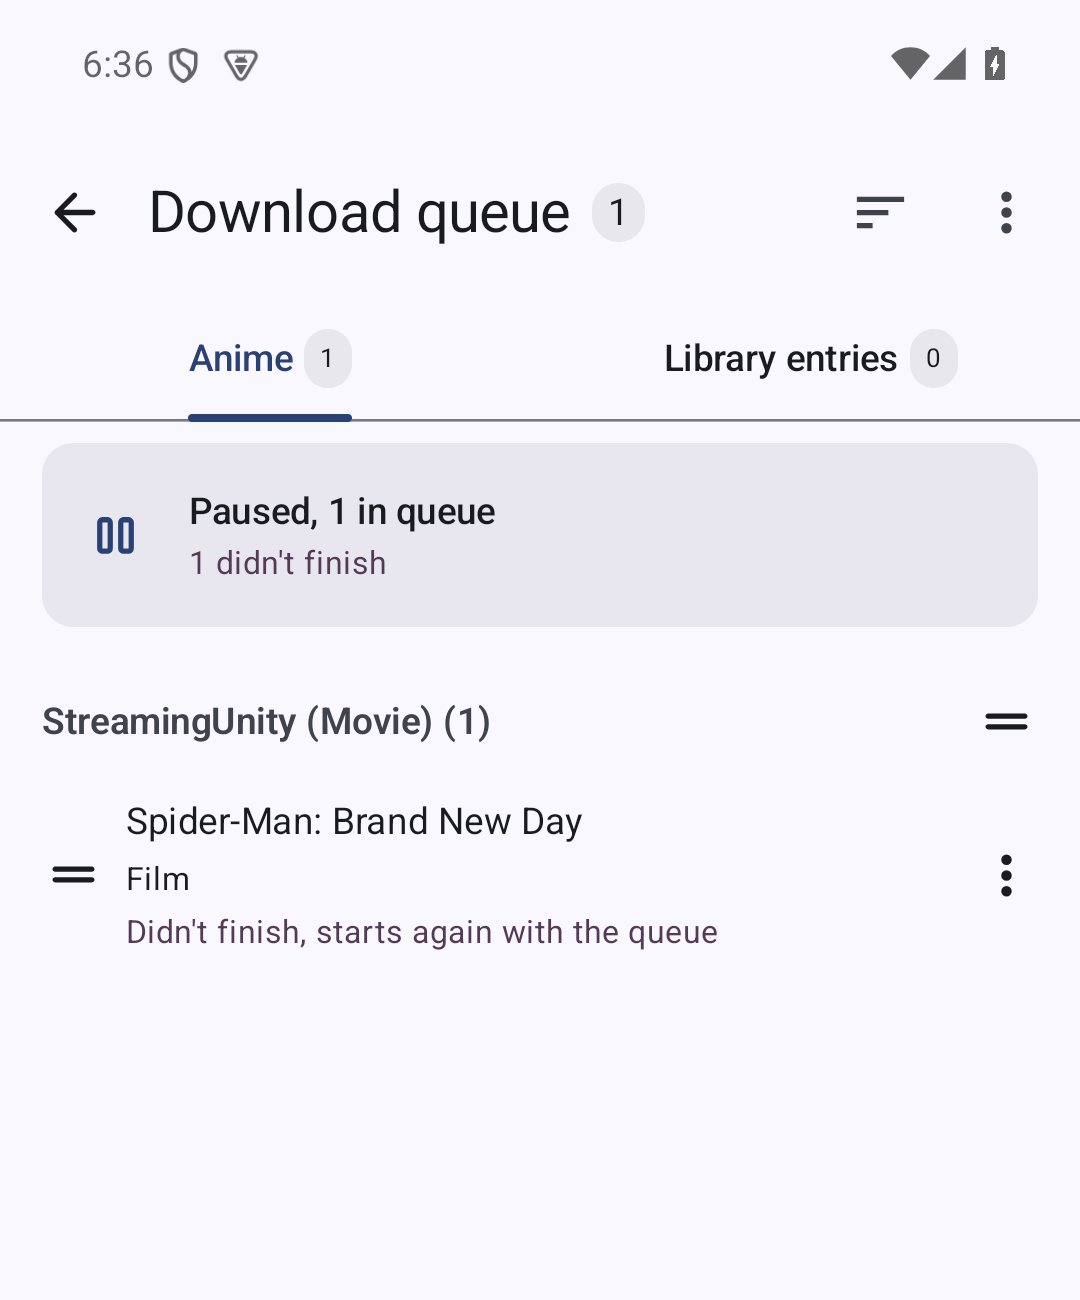 6:36
Download queue 1
Anime 1
Library entries 0
Paused, 1 in queue
1 didn't finish
StreamingUnity (Movie) (1)
Spider-Man: Brand New Day
Film
Didn't finish, starts again with the queue